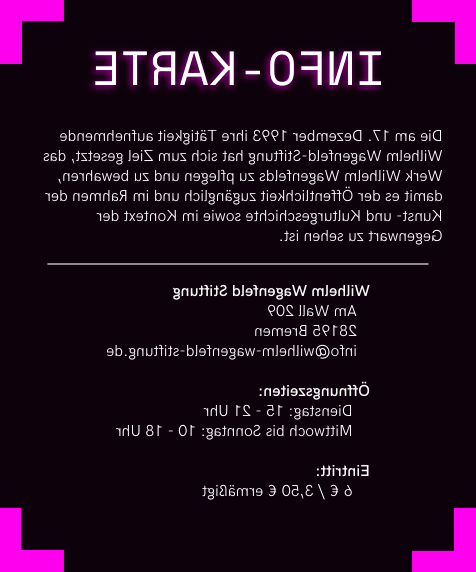 INFO-KARTE
Die am 17. Dezember 1993 ihre Tätigkeit aufnehmende
Wilhelm Wagenfeld-Stiftung hat sich zum Ziel gesetzt, das
Werk Wilhelm Wagenfelds zu pflegen und zu bewahren,
damit es der Öffentlichkeit zugänglich und im Rahmen der
Kunst- und Kulturgeschichte sowie im Kontext der
Gegenwart zu sehen ist.
Wilhelm Wagenfeld Stiftung
Am Wall 209
28195 Bremen
info@wilhelm-wagenfeld-stiftung.de
Öffnungszeiten:
Dienstag: 15 - 21 Uhr
Mittwoch bis Sonntag: 10 - 18 Uhr
Eintritt:
6 € / 3,50 € ermäßigt